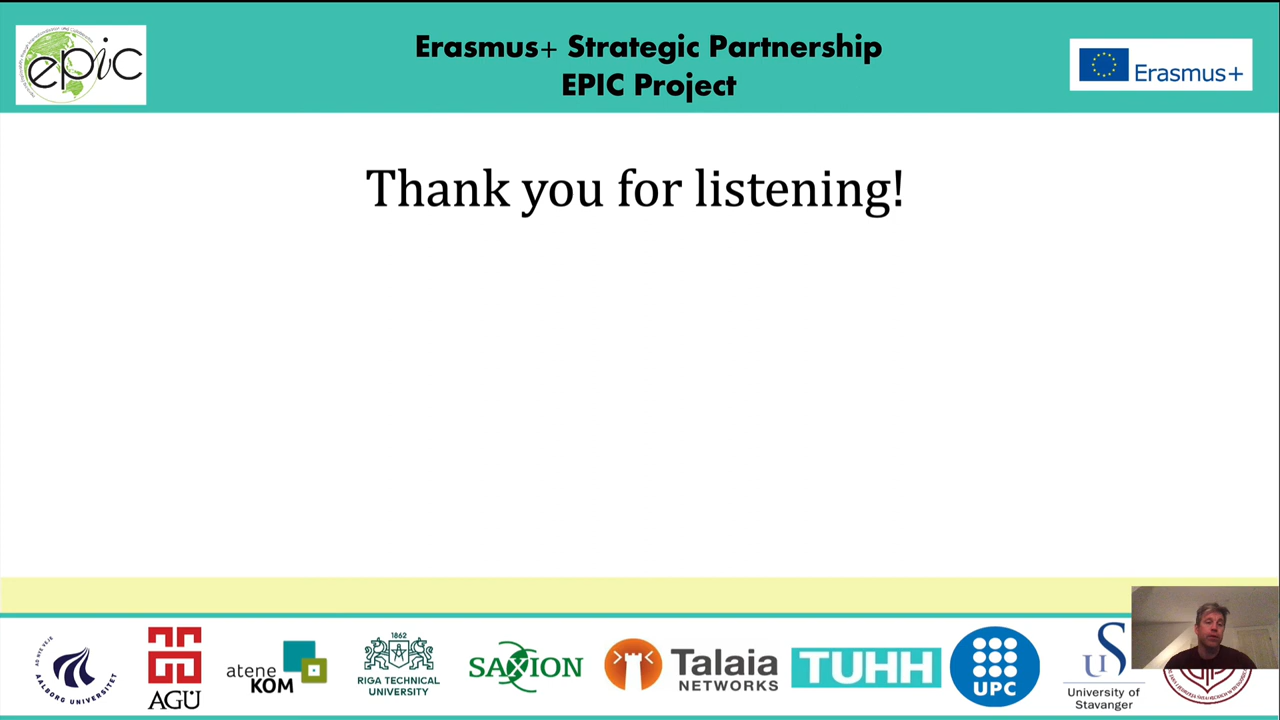 epic
Erasmus+ Strategic Partnership
EPIC Project
Erasmus+
Thank you for listening!
AALBORG UNIVERSITET
AGÜ
atene
KOM
1862
RIGA TECHNICAL
UNIVERSITY
SAXION
Talaia
NETWORKS
TUHH
UPC
uS
University of
Stavanger